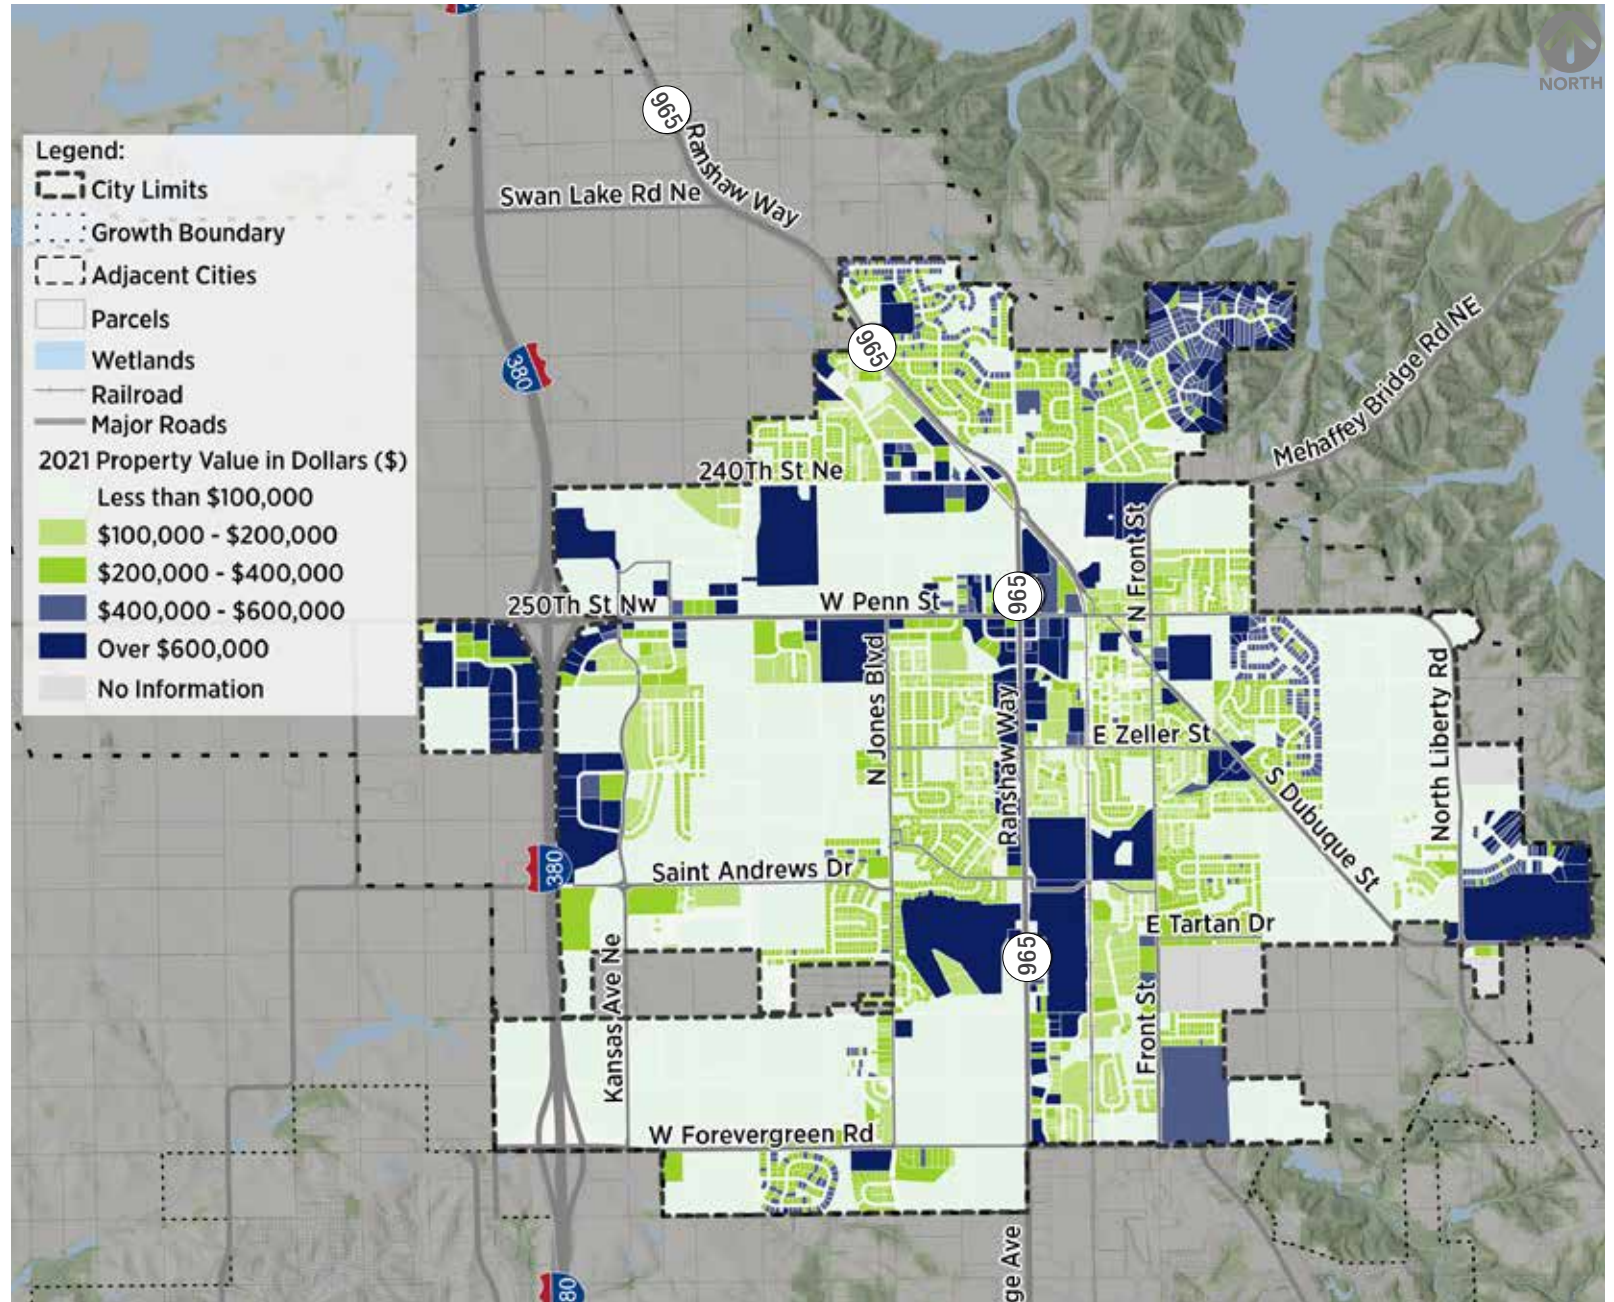 NORTH
965
Ranshaw Way
Swan Lake Rd Ne
Legend:
City Limits
Growth Boundary
Adjacent Cities
Parcels
Wetlands
Railroad
Major Roads
2021 Property Value in Dollars ($)
Less than $100,000
$100,000 - $200,000
$200,000 - $400,000
$400,000 - $600,000
Over $600,000
No Information
965
380
Mehaffey Bridge Rd NE
240Th St Ne
N Front St
250Th St Nw
W Penn St
965
N Jones Blvd
Ranshaw Way
E Zeller St
North Liberty Rd
S Dubuque St
380
Saint Andrews Dr
E Tartan Dr
965
Kansas Ave Ne
Front St
W Forevergreen Rd
ge Ave
80